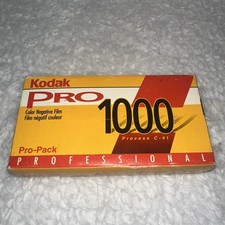 Kodak
PRO
1000
Color Negative Film
Film négatif couleur
Process C-41
Pro-Pack
PROFESSIONAL